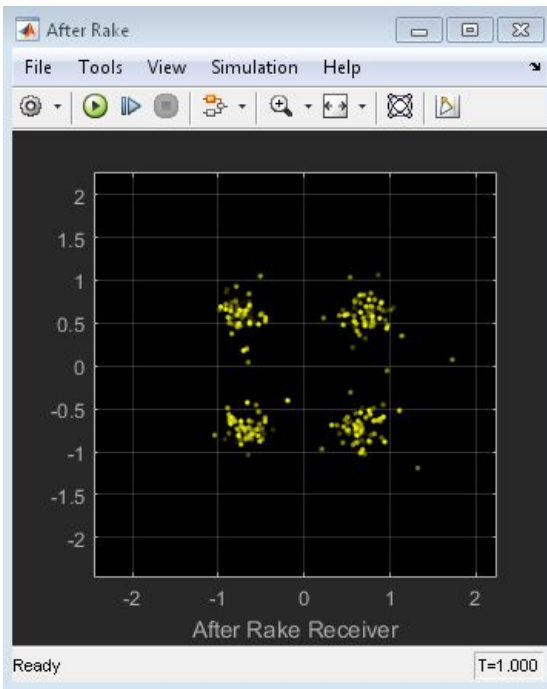 After Rake
File Tools View Simulation Help
2
1.5
1
0.5
0
-0.5
-1
-1.5
-2
-2 -1 0 1 2
After Rake Receiver
Ready T=1.000